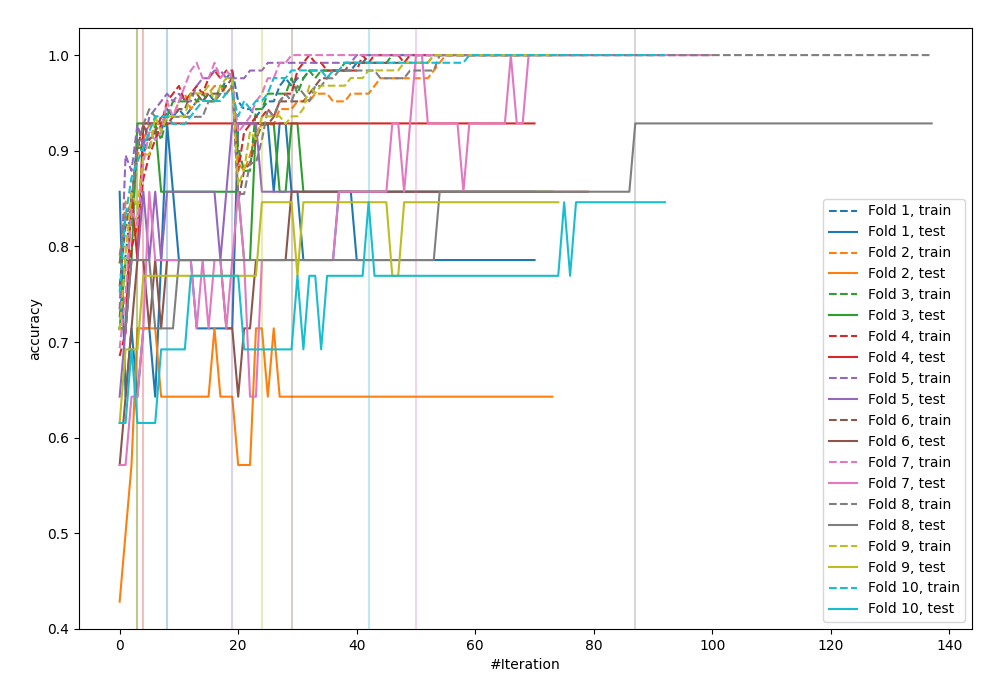 1.0
0.9
0.8
0.7
0.6
0.5
0.4
accuracy
0 20 40 60 80 100 120 140
#Iteration
Fold 1, train
Fold 1, test
Fold 2, train
Fold 2, test
Fold 3, train
Fold 3, test
Fold 4, train
Fold 4, test
Fold 5, train
Fold 5, test
Fold 6, train
Fold 6, test
Fold 7, train
Fold 7, test
Fold 8, train
Fold 8, test
Fold 9, train
Fold 9, test
Fold 10, train
Fold 10, test